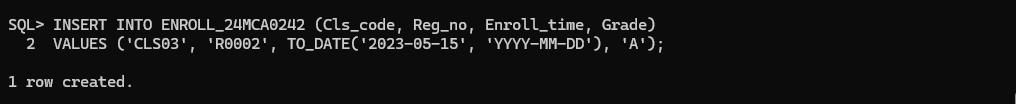 SQL> INSERT INTO ENROLL_24MCA0242 (Cls_code, Reg_no, Enroll_time, Grade)
  2  VALUES ('CLS03', 'R0002', TO_DATE('2023-05-15', 'YYYY-MM-DD'), 'A');
1 row created.